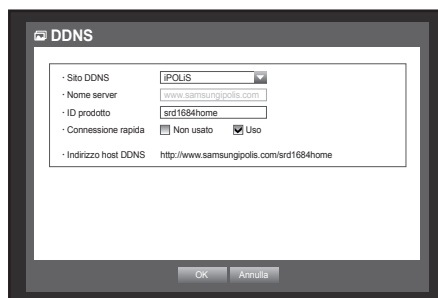 DDNS
· Sito DDNS iPOLiS
· Nome server www.samsungipolis.com
· ID prodotto srd1684home
· Connessione rapida Non usato Uso
· Indirizzo host DDNS http://www.samsungipolis.com/srd1684home
OK Annulla